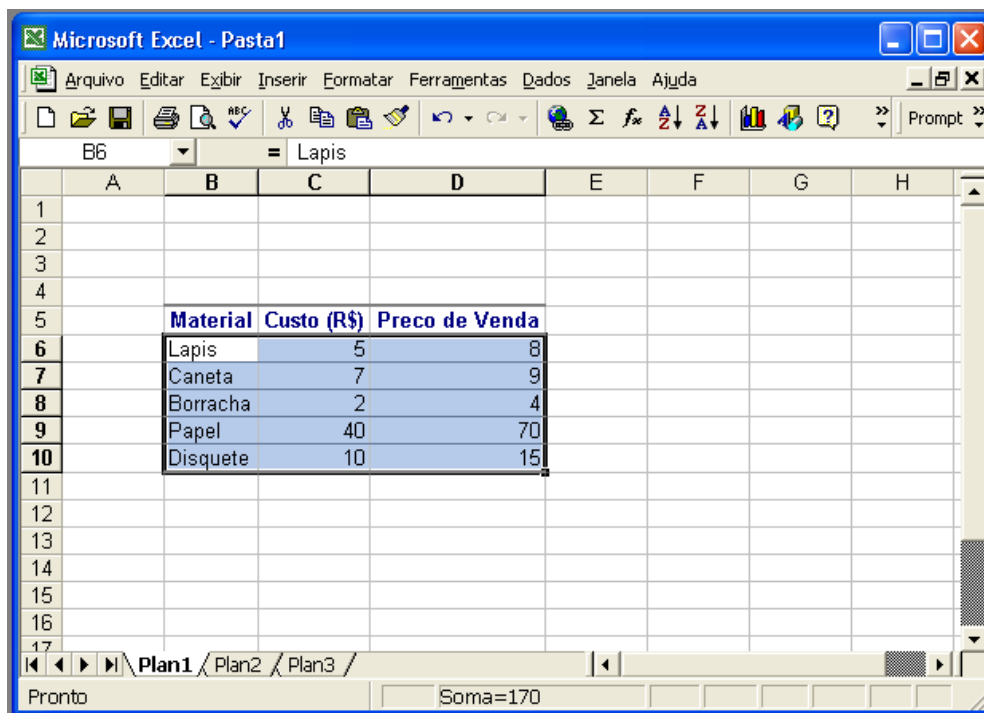 Microsoft Excel - Pasta1
Arquivo Editar Exibir Inserir Formatar Ferramentas Dados Janela Ajuda
ABC Σ fx A Z Z A ? » Prompt »
B6 = Lapis
A B C D E F G H
1
2
3
4
5 Material Custo (R$) Preco de Venda
6 Lapis 5 8
7 Caneta 7 9
8 Borracha 2 4
9 Papel 40 70
10 Disquete 10 15
11
12
13
14
15
16
17
Plan1 Plan2 Plan3
Pronto Soma=170